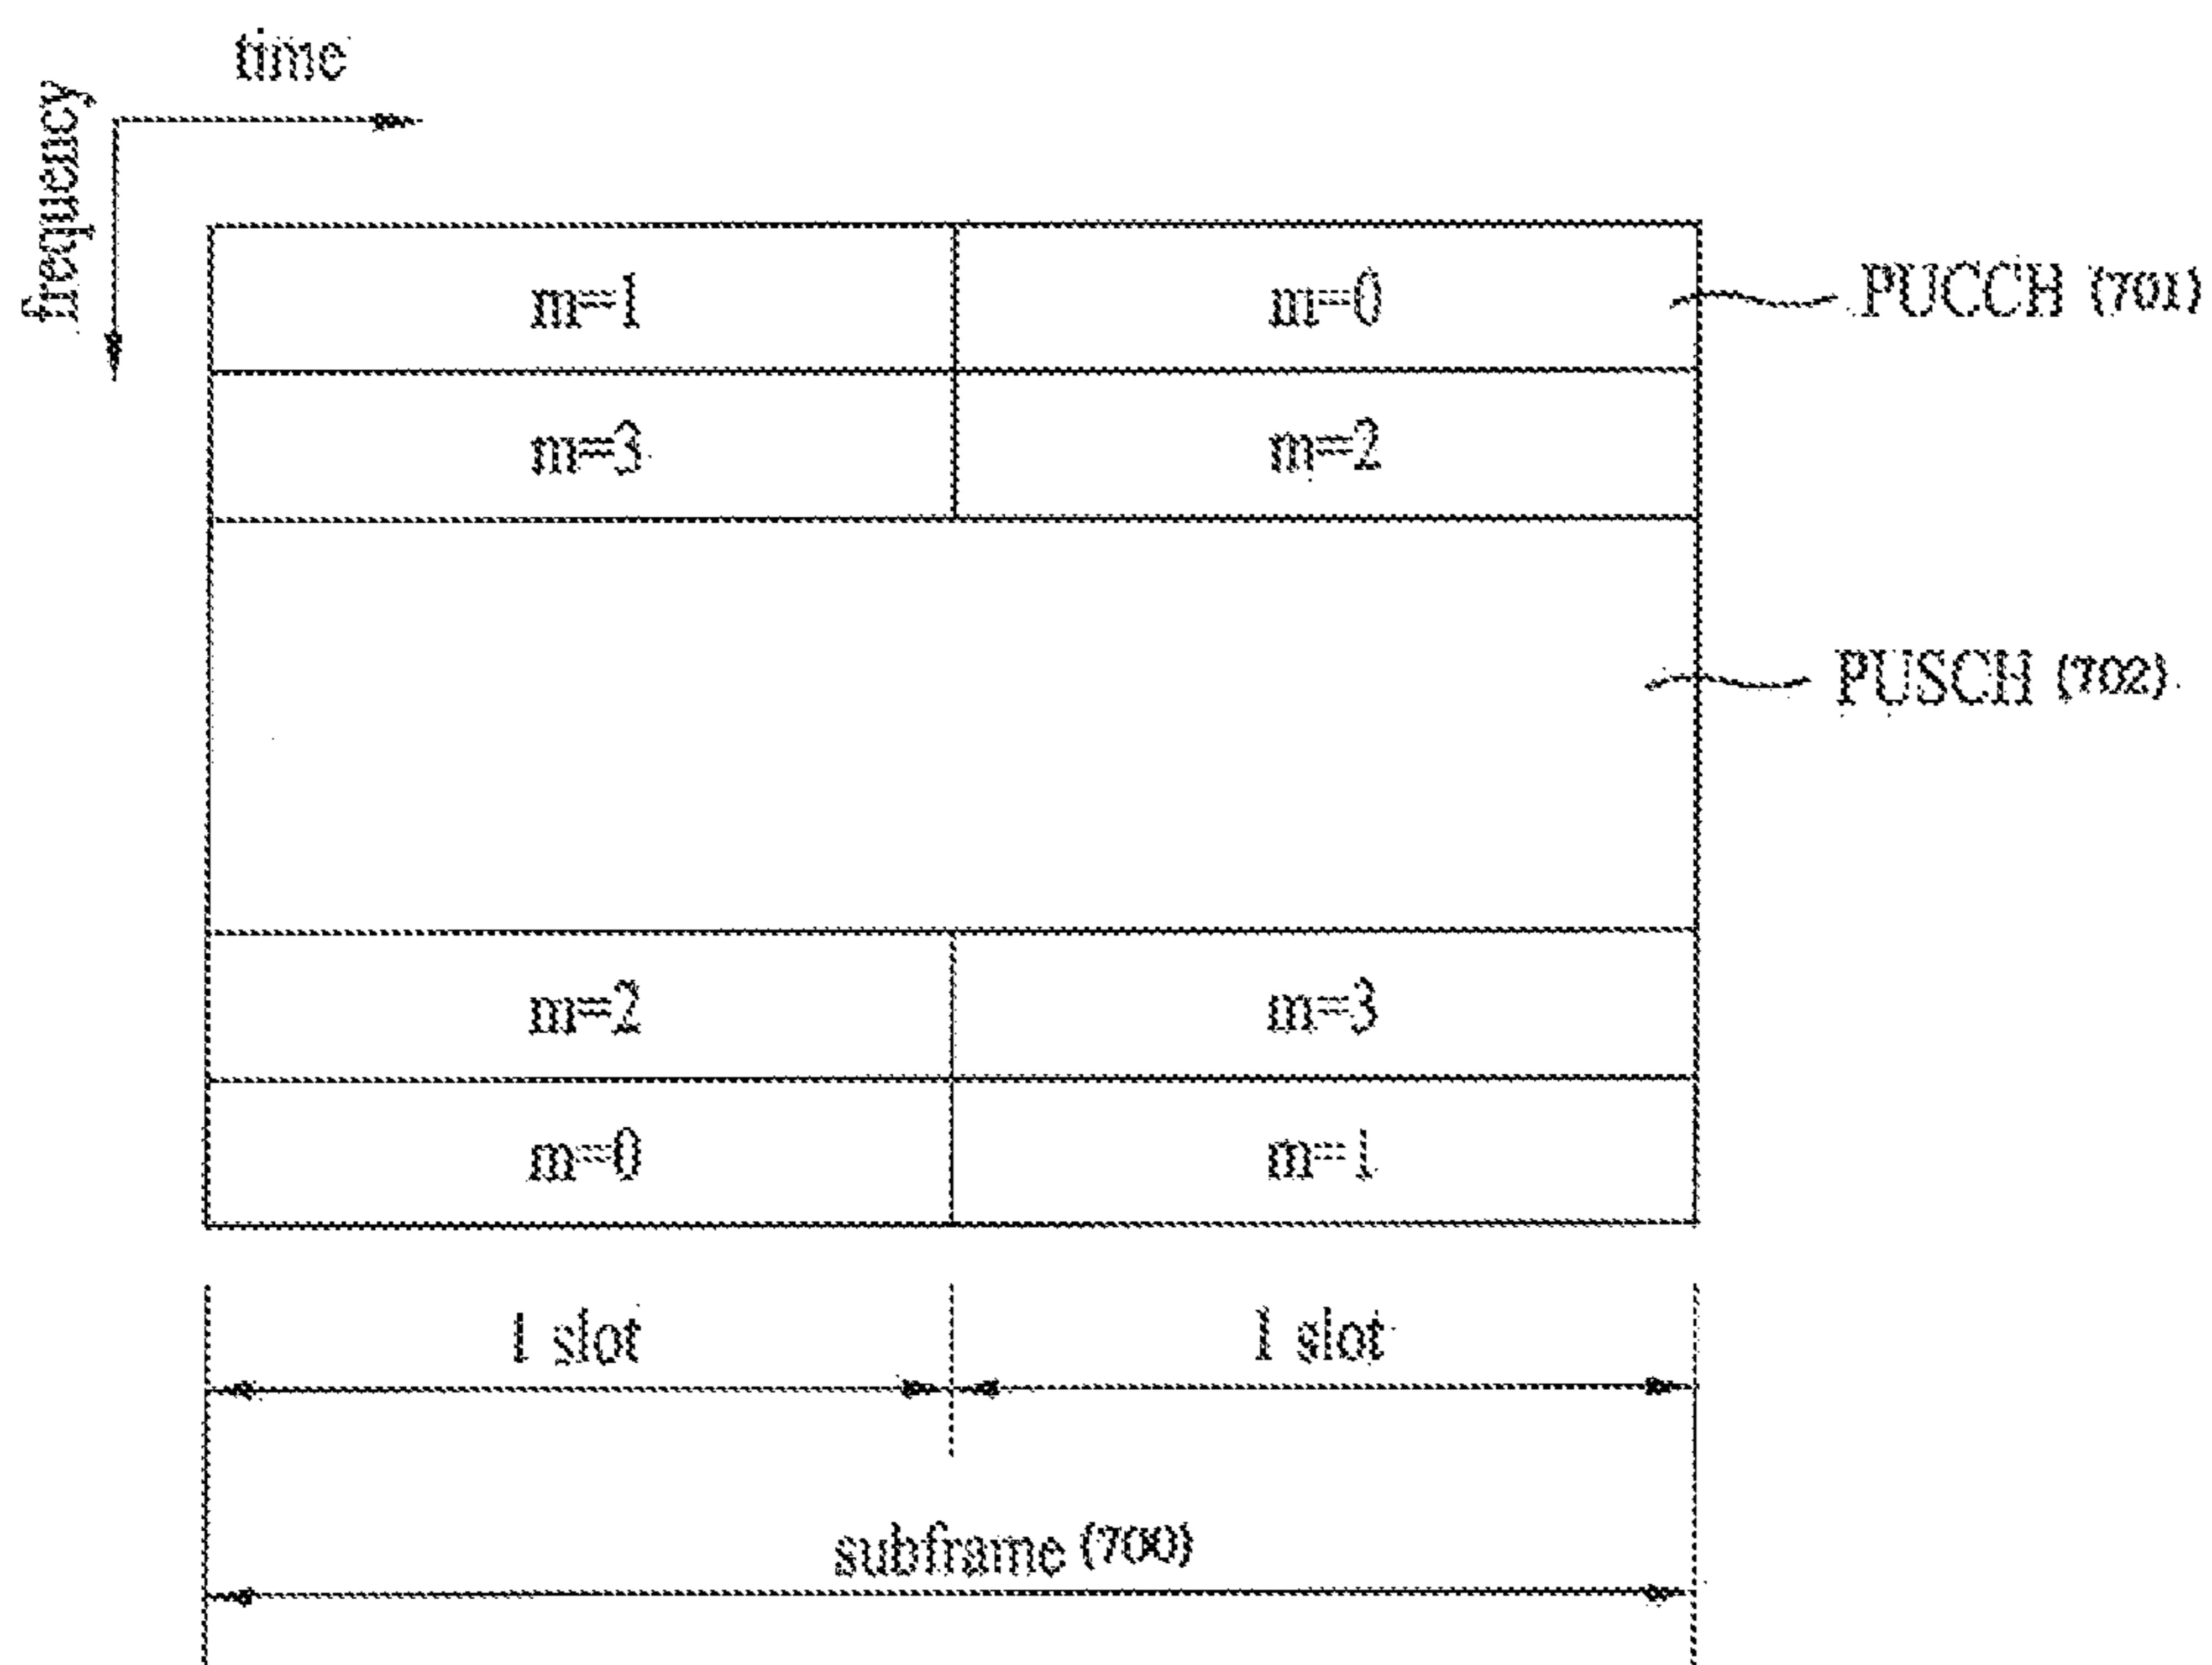 time
frequency
m=1
m=0
PUCCH (701)
m=3
m=2
PUSCH (702)
m=2
m=3
m=0
m=1
1 slot
1 slot
subframe (700)